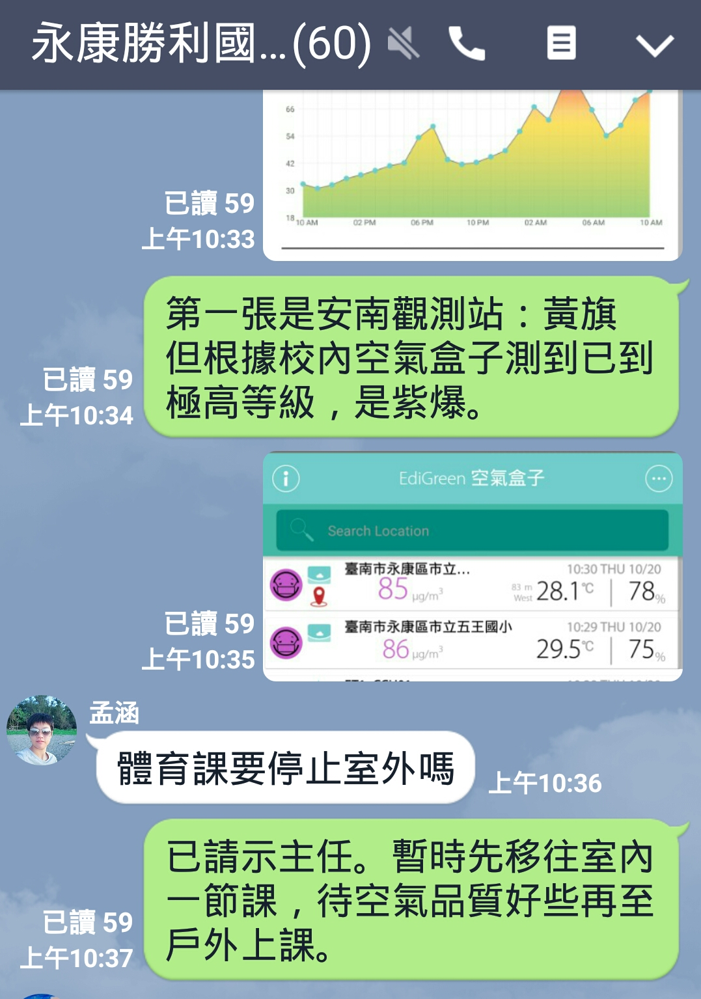 永康勝利國...(60)
66
54
42
30
18
10 AM 02 PM 06 PM 10 PM 02 AM 06 AM 10 AM
已讀 59
上午10:33
第一張是安南觀測站：黃旗
但根據校內空氣盒子測到已到
極高等級，是紫爆。
已讀 59
上午10:34
EdiGreen 空氣盒子
Search Location
臺南市永康區市立... 10:30 THU 10/20
85 μg/m³ 83 m West 28.1℃ 78%
臺南市永康區市立五王國小 10:29 THU 10/20
86 μg/m³ 29.5℃ 75%
已讀 59
上午10:35
孟涵
體育課要停止室外嗎
上午10:36
已請示主任。暫時先移往室內
一節課，待空氣品質好些再至
戶外上課。
已讀 59
上午10:37